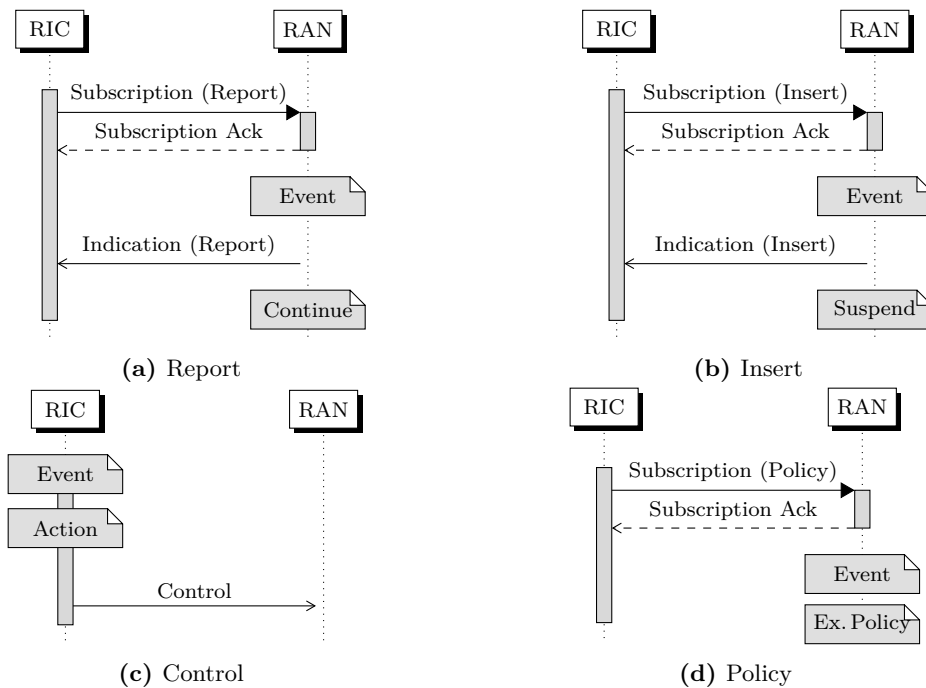 RIC
RAN
Subscription (Report)
Subscription Ack
Event
Indication (Report)
Continue
(a) Report
RIC
RAN
Subscription (Insert)
Subscription Ack
Event
Indication (Insert)
Suspend
(b) Insert
RIC
RAN
Event
Action
Control
(c) Control
RIC
RAN
Subscription (Policy)
Subscription Ack
Event
Ex. Policy
(d) Policy